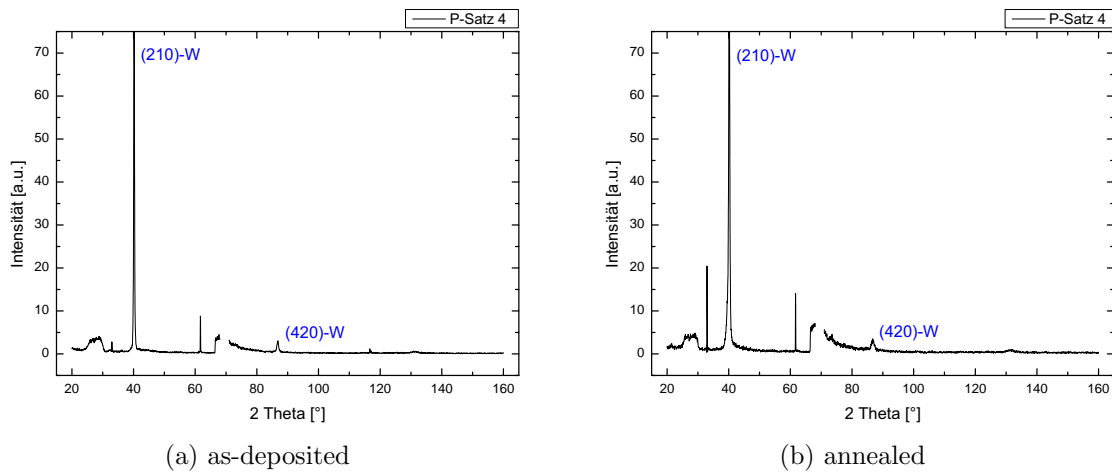 P-Satz 4
(210)-W
(420)-W
Intensität [a.u.]
70
60
50
40
30
20
10
0
20 40 60 80 100 120 140 160
2 Theta [°]
(a) as-deposited
P-Satz 4
(210)-W
(420)-W
Intensität [a.u.]
70
60
50
40
30
20
10
0
20 40 60 80 100 120 140 160
2 Theta [°]
(b) annealed